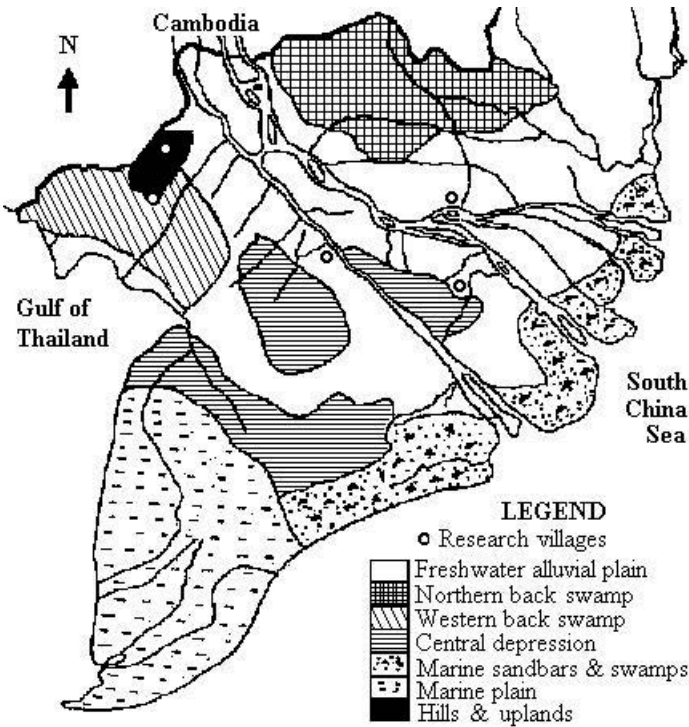 Cambodia
N
Gulf of
Thailand
South
China
Sea
LEGEND
Research villages
Freshwater alluvial plain
Northern back swamp
Western back swamp
Central depression
Marine sandbars & swamps
Marine plain
Hills & uplands